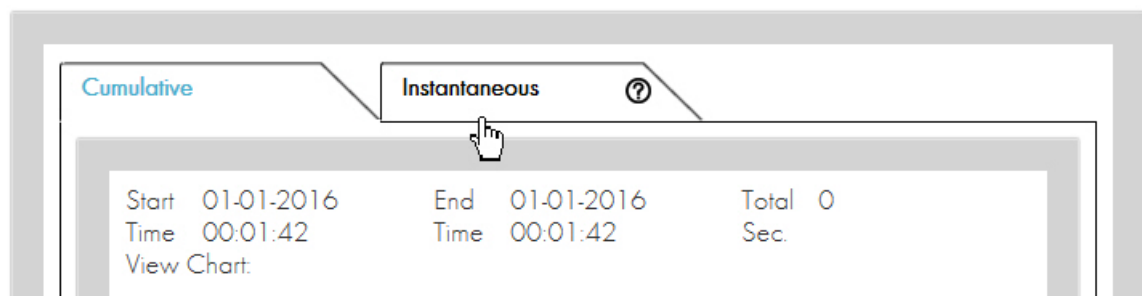 Cumulative Instantaneous ?
Start 01-01-2016 End 01-01-2016 Total 0
Time 00:01:42 Time 00:01:42 Sec.
View Chart: